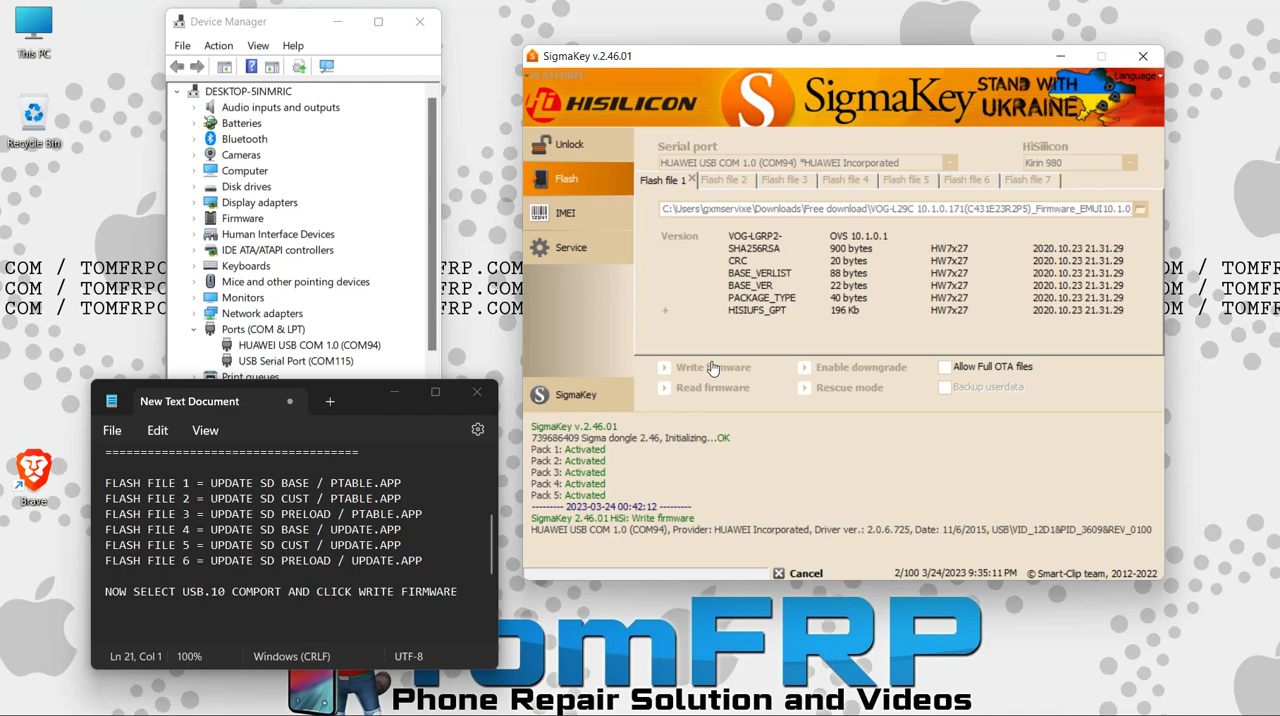 This PC
Recycle Bin
Brave
Device Manager
File Action View Help
DESKTOP-5INMRIC
Audio inputs and outputs
Batteries
Bluetooth
Cameras
Computer
Disk drives
Display adapters
Firmware
Human Interface Devices
IDE ATA/ATAPI controllers
Keyboards
Mice and other pointing devices
Monitors
Network adapters
Ports (COM & LPT)
HUAWEI USB COM 1.0 (COM94)
USB Serial Port (COM115)
Print queues
COM / TOMFRPC
COM / TOMFRPC
COM / TOMFRPC
RP.COM
RP.COM
RP.COM
New Text Document
File Edit View
==================================
FLASH FILE 1 = UPDATE SD BASE / PTABLE.APP
FLASH FILE 2 = UPDATE SD CUST / PTABLE.APP
FLASH FILE 3 = UPDATE SD PRELOAD / PTABLE.APP
FLASH FILE 4 = UPDATE SD BASE / UPDATE.APP
FLASH FILE 5 = UPDATE SD CUST / UPDATE.APP
FLASH FILE 6 = UPDATE SD PRELOAD / UPDATE.APP
NOW SELECT USB.10 COMPORT AND CLICK WRITE FIRMWARE
Ln 21, Col 1 100% Windows (CRLF) UTF-8
SigmaKey v.2.46.01
PLATFORM
HISILICON
S SigmaKey
STAND WITH
UKRAINE
Language
Unlock
Flash
IMEI
Service
SigmaKey
Serial port HiSilicon
HUAWEI USB COM 1.0 (COM94) *HUAWEI Incorporated Kirin 980
Flash file 1 Flash file 2 Flash file 3 Flash file 4 Flash file 5 Flash file 6 Flash file 7
C:\Users\gxmservixe\Downloads\Free download\VOG-L29C 10.1.0.171(C431E23R2P5)_Firmware_EMUI10.1.0
Version VOG-LGRP2- OVS 10.1.0.1
SHA256RSA 900 bytes HW7x27 2020.10.23 21.31.29
CRC 20 bytes HW7x27 2020.10.23 21.31.29
BASE_VERLIST 88 bytes HW7x27 2020.10.23 21.31.29
BASE_VER 22 bytes HW7x27 2020.10.23 21.31.29
PACKAGE_TYPE 40 bytes HW7x27 2020.10.23 21.31.29
+ HISIUFS_GPT 196 Kb HW7x27 2020.10.23 21.31.29
Write firmware Enable downgrade Allow Full OTA files
Read firmware Rescue mode Backup userdata
SigmaKey v.2.46.01
739686409 Sigma dongle 2.46, Initializing...OK
Pack 1: Activated
Pack 2: Activated
Pack 3: Activated
Pack 4: Activated
Pack 5: Activated
--------- 2023-03-24 00:42:12 ---------
SigmaKey 2.46.01 HiSi: Write firmware
HUAWEI USB COM 1.0 (COM94), Provider: HUAWEI Incorporated, Driver ver.: 2.0.6.725, Date: 11/6/2015, USB\VID_12D1&PID_3609&REV_0100
Cancel 2/100 3/24/2023 9:35:11 PM © Smart-Clip team, 2012-2022
omFRP
Phone Repair Solution and Videos